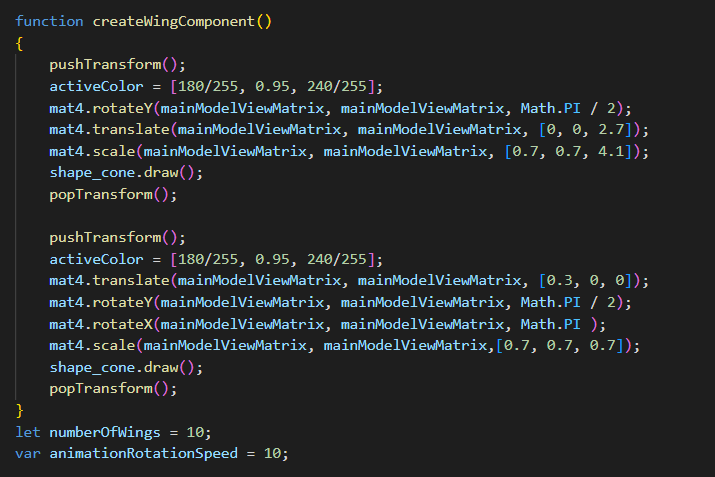 function createWingComponent()
{
    pushTransform();
    activeColor = [180/255, 0.95, 240/255];
    mat4.rotateY(mainModelViewMatrix, mainModelViewMatrix, Math.PI / 2);
    mat4.translate(mainModelViewMatrix, mainModelViewMatrix, [0, 0, 2.7]);
    mat4.scale(mainModelViewMatrix, mainModelViewMatrix, [0.7, 0.7, 4.1]);
    shape_cone.draw();
    popTransform();

    pushTransform();
    activeColor = [180/255, 0.95, 240/255];
    mat4.translate(mainModelViewMatrix, mainModelViewMatrix, [0.3, 0, 0]);
    mat4.rotateY(mainModelViewMatrix, mainModelViewMatrix, Math.PI / 2);
    mat4.rotateX(mainModelViewMatrix, mainModelViewMatrix, Math.PI );
    mat4.scale(mainModelViewMatrix, mainModelViewMatrix,[0.7, 0.7, 0.7]);
    shape_cone.draw();
    popTransform();
}
let numberOfWings = 10;
var animationRotationSpeed = 10;